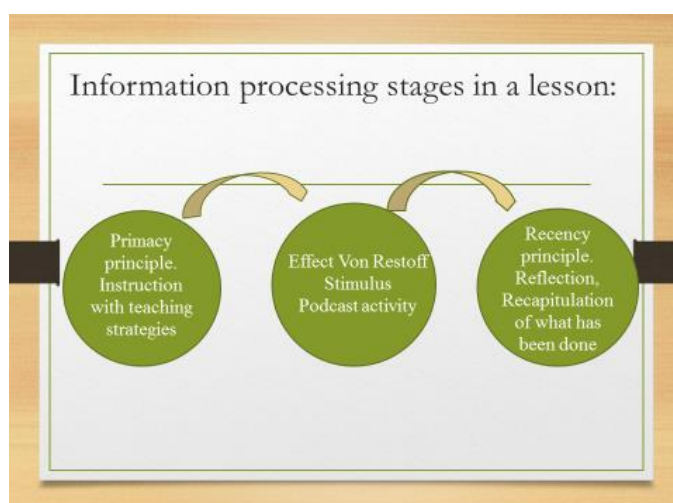 Information processing stages in a lesson:
Primacy
principle.
Instruction
with teaching
strategies
Effect Von Restoff
Stimulus
Podcast activity
Recency
principle.
Reflection,
Recapitulation
of what has
been done